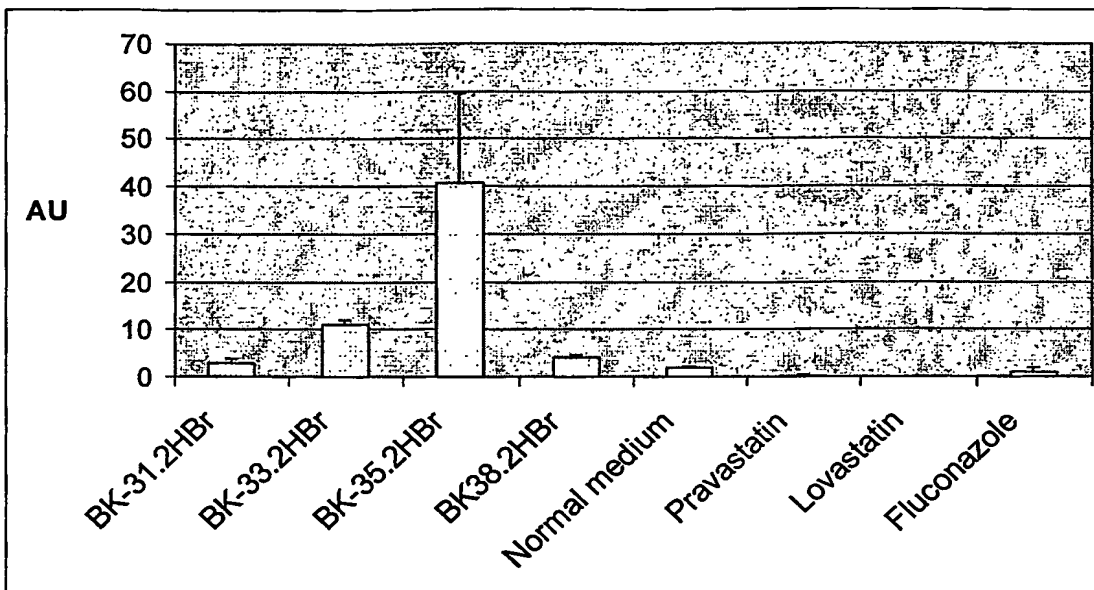 70
60
50
40
30
20
10
0
AU
BK-31.2HBr
BK-33.2HBr
BK-35.2HBr
BK38.2HBr
Normal medium
Pravastatin
Lovastatin
Fluconazole